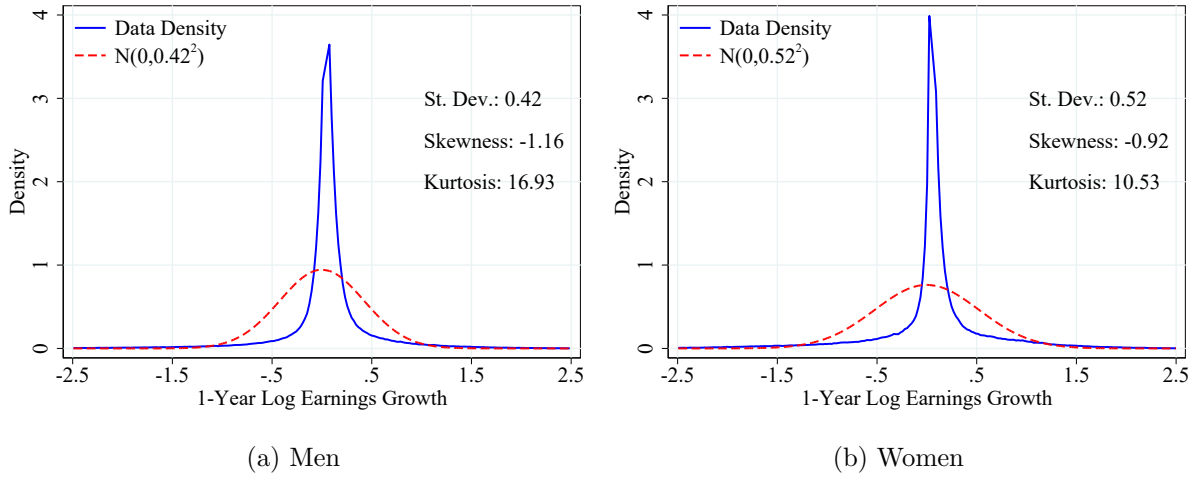 Data Density
N(0,0.42²)
St. Dev.: 0.42
Skewness: -1.16
Kurtosis: 16.93
Density
4
3
2
1
0
-2.5 -1.5 -.5 .5 1.5 2.5
1-Year Log Earnings Growth
(a) Men
Data Density
N(0,0.52²)
St. Dev.: 0.52
Skewness: -0.92
Kurtosis: 10.53
Density
4
3
2
1
0
-2.5 -1.5 -.5 .5 1.5 2.5
1-Year Log Earnings Growth
(b) Women